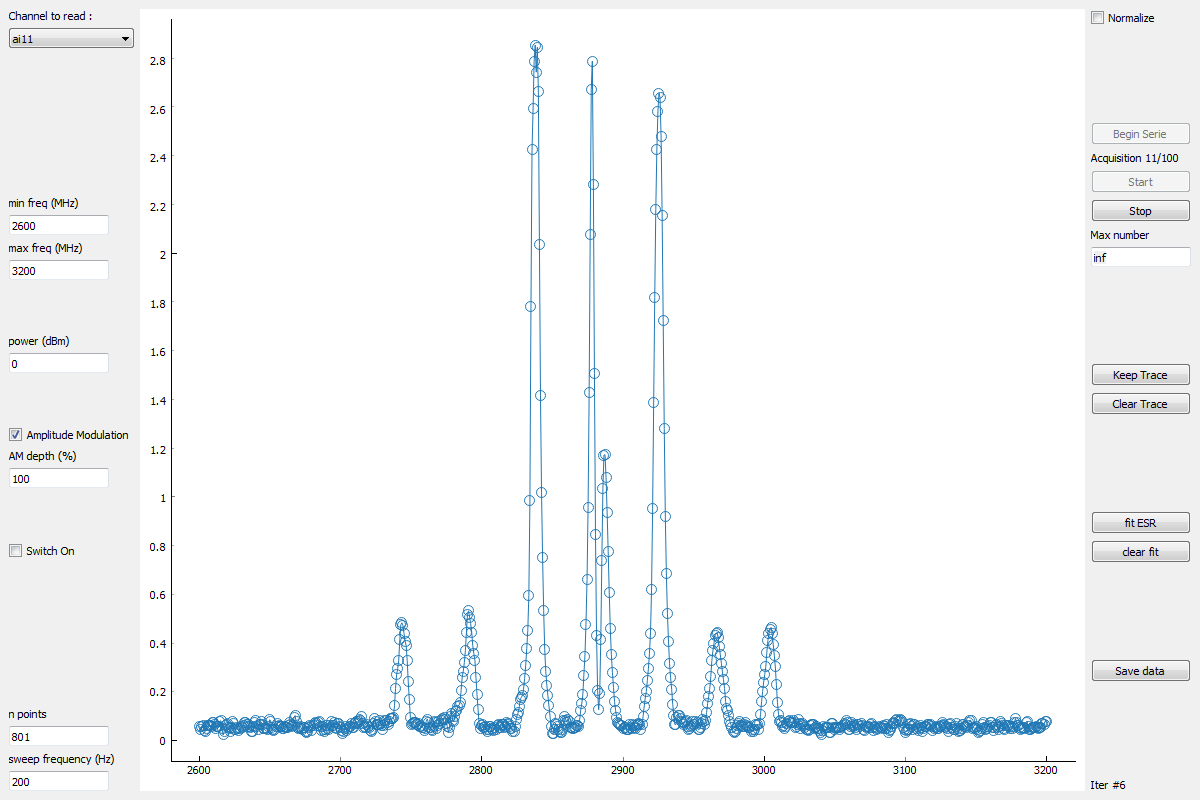 Channel to read :
ai11
min freq (MHz)
2600
max freq (MHz)
3200
power (dBm)
0
Amplitude Modulation
AM depth (%)
100
Switch On
n points
801
sweep frequency (Hz)
200
2.8
2.6
2.4
2.2
2
1.8
1.6
1.4
1.2
1
0.8
0.6
0.4
0.2
0
2600 2700 2800 2900 3000 3100 3200
Normalize
Begin Serie
Acquisition 11/100
Start
Stop
Max number
inf
Keep Trace
Clear Trace
fit ESR
clear fit
Save data
Iter #6